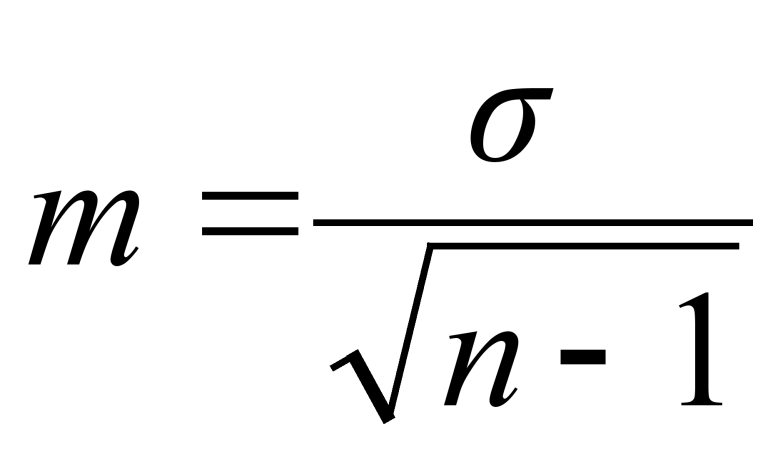 m = σ / √(n - 1)